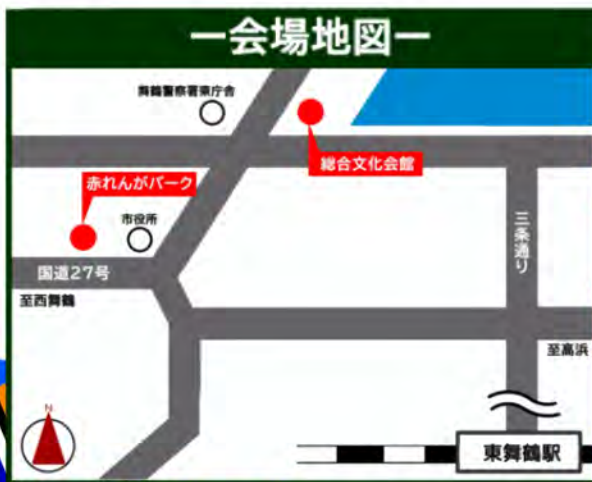 ー会場地図ー
舞鶴警察署東庁舎
総合文化会館
赤れんがパーク
市役所
三条通り
国道27号
至西舞鶴
至高浜
N
東舞鶴駅